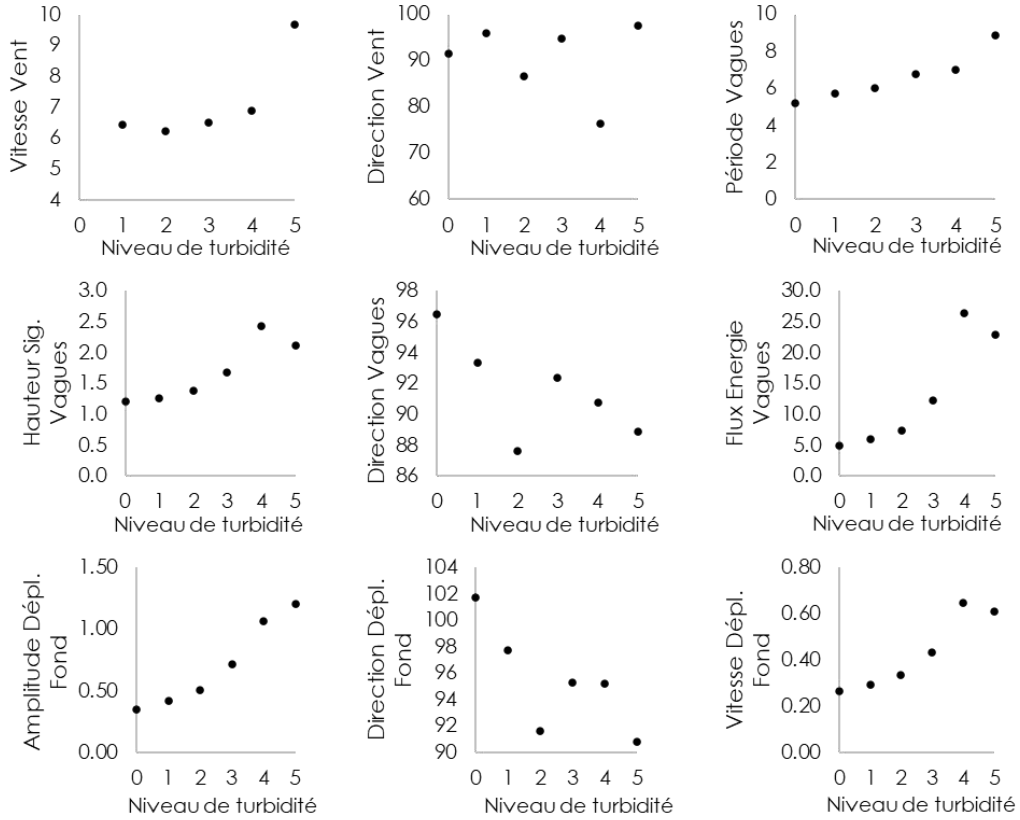 Vitesse Vent
10
9
8
7
6
5
4
0 1 2 3 4 5
Niveau de turbidité
Direction Vent
100
90
80
70
60
0 1 2 3 4 5
Niveau de turbidité
Période Vagues
10
8
6
4
2
0
0 1 2 3 4 5
Niveau de turbidité
Hauteur Sig.
Vagues
3.0
2.5
2.0
1.5
1.0
0.5
0.0
0 1 2 3 4 5
Niveau de turbidité
Direction Vagues
98
96
94
92
90
88
86
0 1 2 3 4 5
Niveau de turbidité
Flux Energie
Vagues
30.0
25.0
20.0
15.0
10.0
5.0
0.0
0 1 2 3 4 5
Niveau de turbidité
Amplitude Dépl.
Fond
1.50
1.00
0.50
0.00
0 1 2 3 4 5
Niveau de turbidité
Direction Dépl.
Fond
104
102
100
98
96
94
92
90
0 1 2 3 4 5
Niveau de turbidité
Vitesse Dépl.
Fond
0.80
0.60
0.40
0.20
0.00
0 1 2 3 4 5
Niveau de turbidité